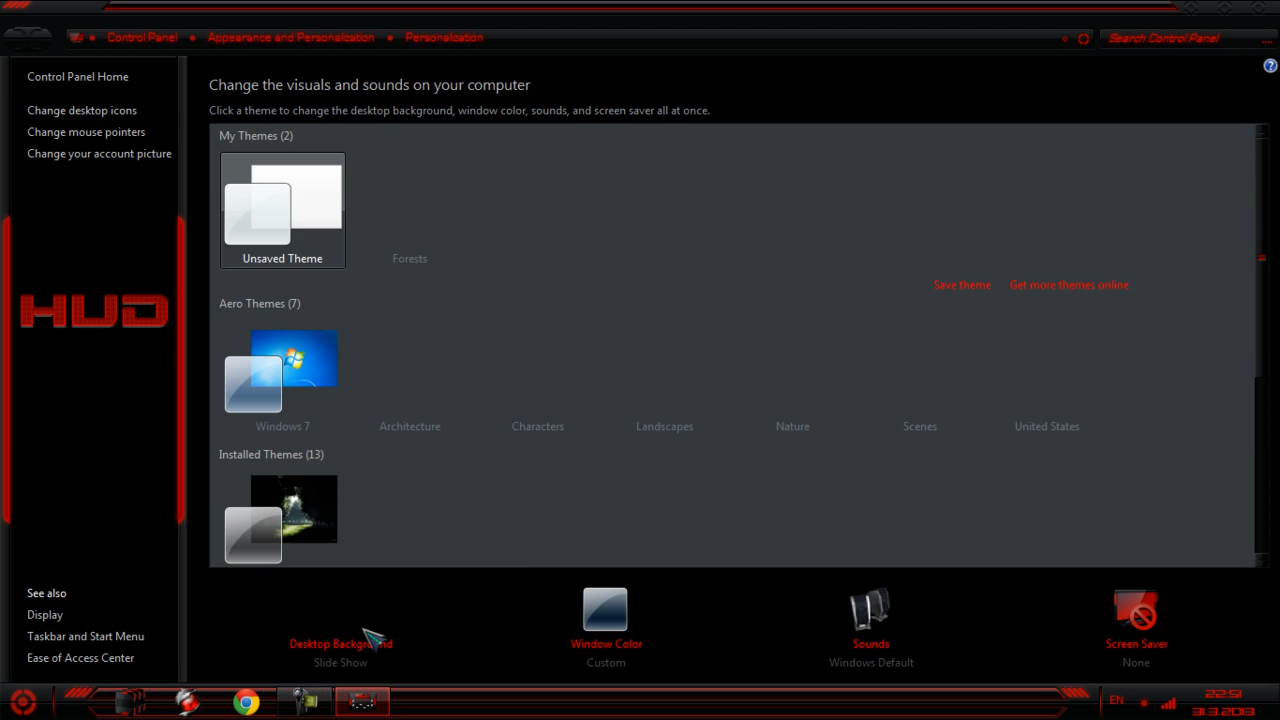 Control Panel
Appearance and Personalization
Personalization
Search Control Panel
Control Panel Home
Change desktop icons
Change mouse pointers
Change your account picture
HUD
See also
Display
Taskbar and Start Menu
Ease of Access Center
Change the visuals and sounds on your computer
Click a theme to change the desktop background, window color, sounds, and screen saver all at once.
My Themes (2)
Unsaved Theme
Forests
Save theme
Get more themes online
Aero Themes (7)
Windows 7
Architecture
Characters
Landscapes
Nature
Scenes
United States
Installed Themes (13)
Desktop Background
Slide Show
Window Color
Custom
Sounds
Windows Default
Screen Saver
None
EN
22:51
31.3.2013